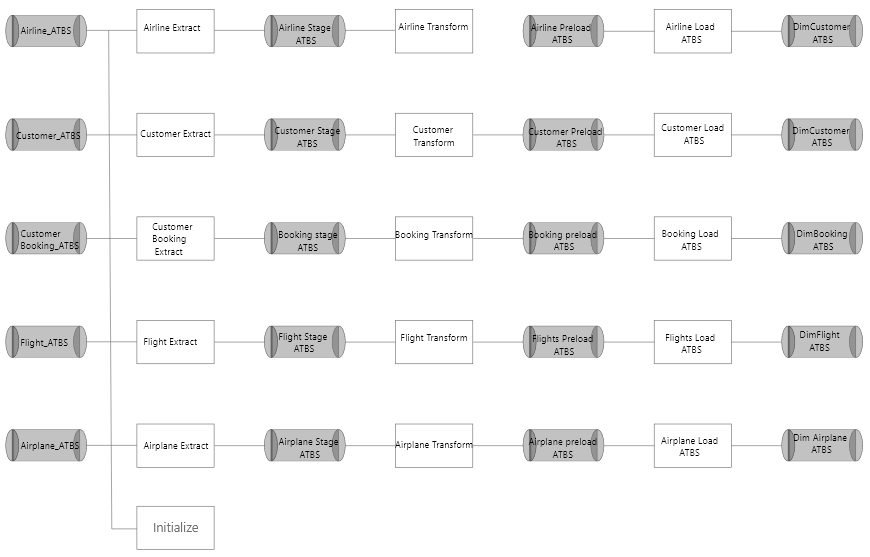 Airline_ATBS
Airline Extract
Airline Stage
ATBS
Airline Transform
Airline Preload
ATBS
Airline Load
ATBS
DimCustomer
ATBS
Customer_ATBS
Customer Extract
Customer Stage
ATBS
Customer
Transform
Customer Preload
ATBS
Customer Load
ATBS
DimCustomer
ATBS
Customer
Booking_ATBS
Customer
Booking
Extract
Booking stage
ATBS
Booking Transform
Booking preload
ATBS
Booking Load
ATBS
DimBooking
ATBS
Flight_ATBS
Flight Extract
Flight Stage
ATBS
Flight Transform
Flights Preload
ATBS
Flights Load
ATBS
DimFlight
ATBS
Airplane_ATBS
Airplane Extract
Airplane Stage
ATBS
Airplane Transform
Airplane preload
ATBS
Airplane Load
ATBS
Dim Airplane
ATBS
Initialize